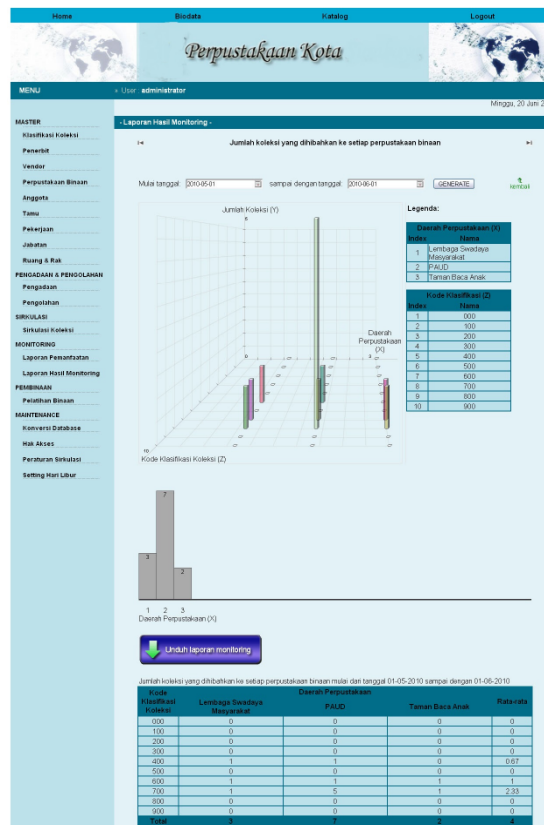 Home Biodata Katalog Logout
Perpustakaan Kota
MENU
» User : administrator
Minggu, 20 Juni 2
MASTER
Klasifikasi Koleksi
Penerbit
Vendor
Perpustakaan Binaan
Anggota
Tamu
Pekerjaan
Jabatan
Ruang & Rak
PENGADAAN & PENGOLAHAN
Pengadaan
Pengolahan
SIRKULASI
Sirkulasi Koleksi
MONITORING
Laporan Pemanfaatan
Laporan Hasil Monitoring
PEMBINAAN
Pelatihan Binaan
MAINTENANCE
Konversi Database
Hak Akses
Peraturan Sirkulasi
Setting Hari Libur
- Laporan Hasil Monitoring -
Jumlah koleksi yang dihibahkan ke setiap perpustakaan binaan
Mulai tanggal: 2010-05-01 sampai dengan tanggal: 2010-06-01 GENERATE kembali
Jumlah Koleksi (Y)
Daerah
Perpustakaan
(X)
Kode Klasifikasi Koleksi (Z)
Legenda:
Daerah Perpustakaan (X)
Index Nama
1 Lembaga Swadaya
Masyarakat
2 PAUD
3 Taman Baca Anak
Kode Klasifikasi (Z)
Index Nama
1 000
2 100
3 200
4 300
5 400
6 500
7 600
8 700
9 800
10 900
7
3
2
1 2 3
Daerah Perpustakaan (X)
Unduh laporan monitoring
Jumlah koleksi yang dihibahkan ke setiap perpustakaan binaan mulai dari tanggal 01-05-2010 sampai dengan 01-06-2010
Kode
Klasifikasi
Koleksi
Daerah Perpustakaan
Lembaga Swadaya
Masyarakat
PAUD Taman Baca Anak Rata-rata
000 0 0 0 0
100 0 0 0 0
200 0 0 0 0
300 0 0 0 0
400 1 1 0 0.67
500 0 0 0 0
600 1 1 1 1
700 1 5 1 2.33
800 0 0 0 0
900 0 0 0 0
Total 3 7 2 4